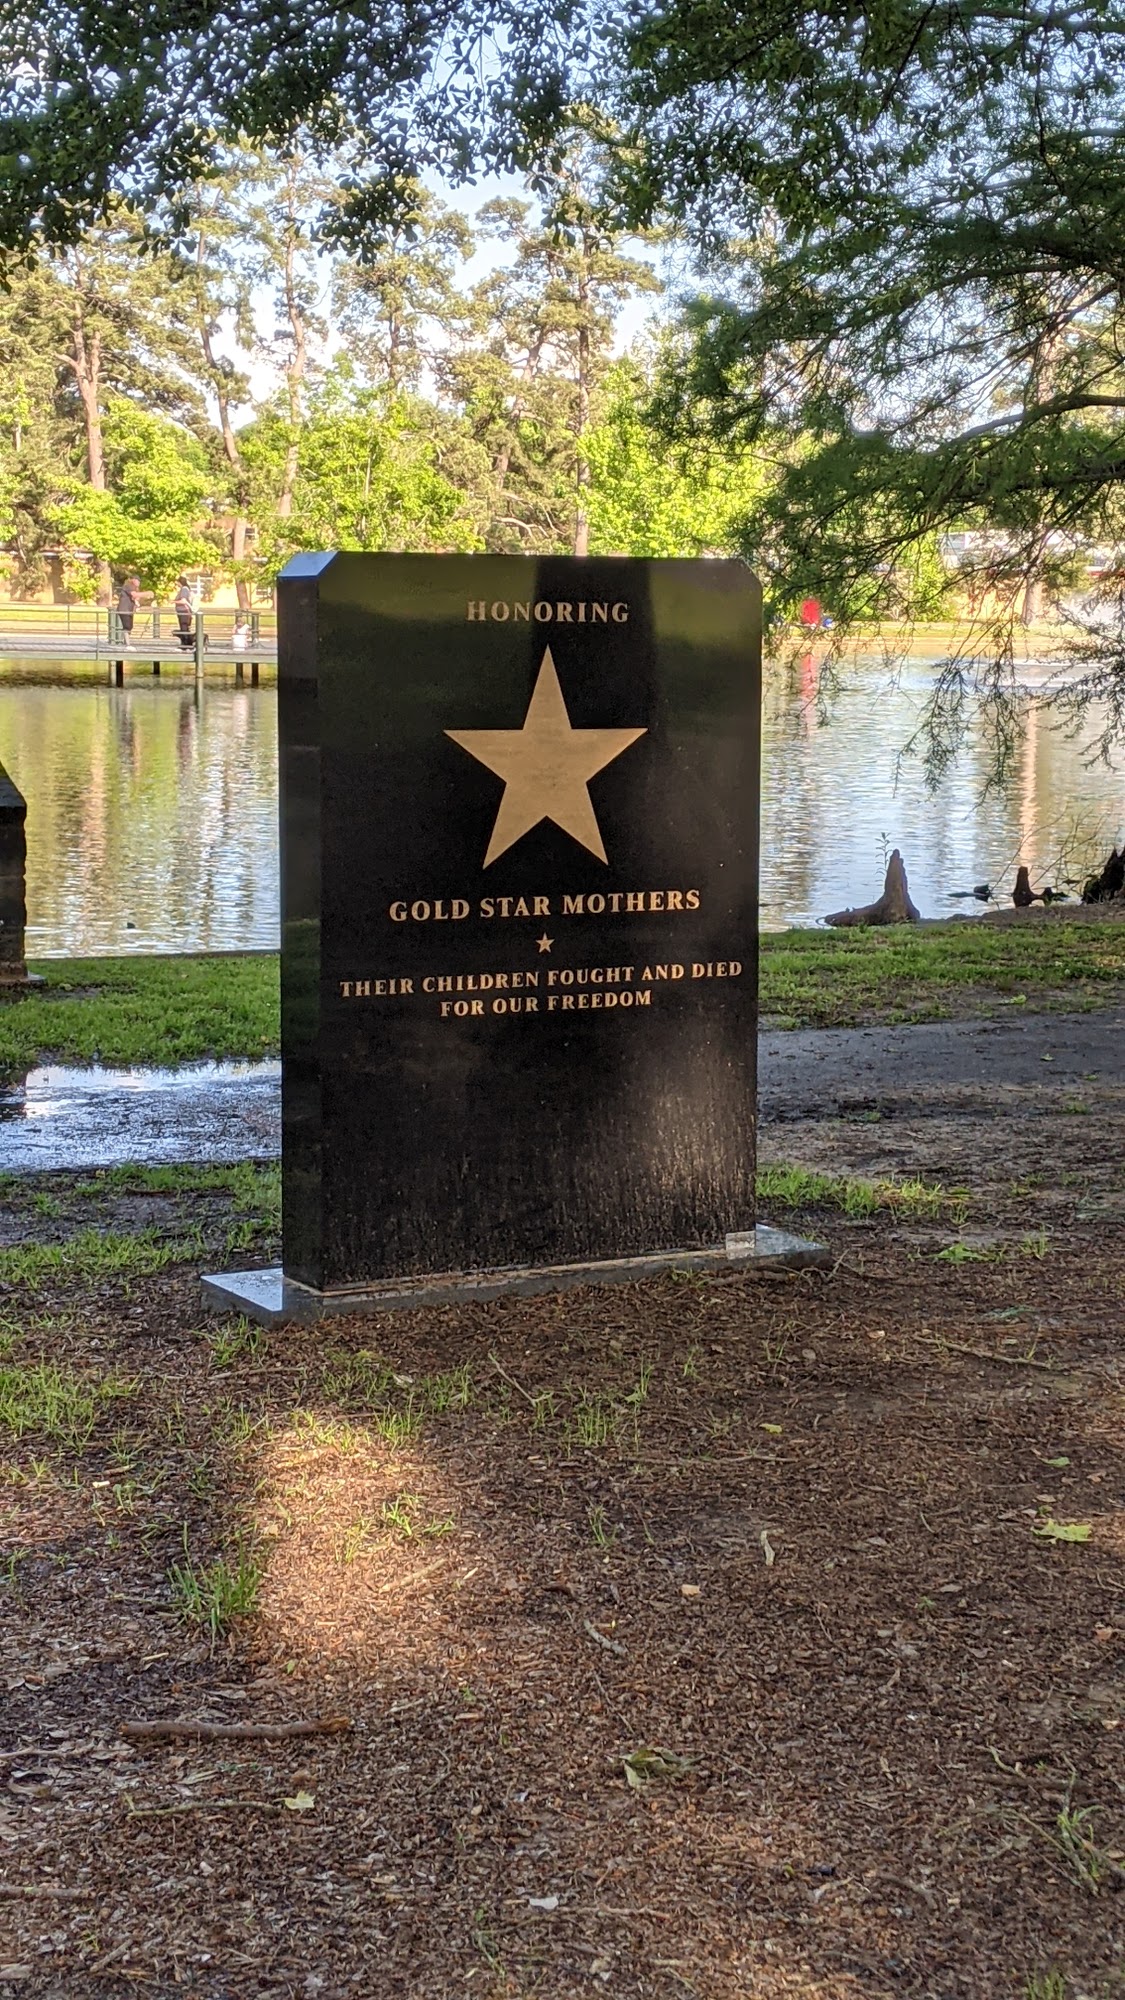 HONORING
GOLD STAR MOTHERS
THEIR CHILDREN FOUGHT AND DIED
FOR OUR FREEDOM